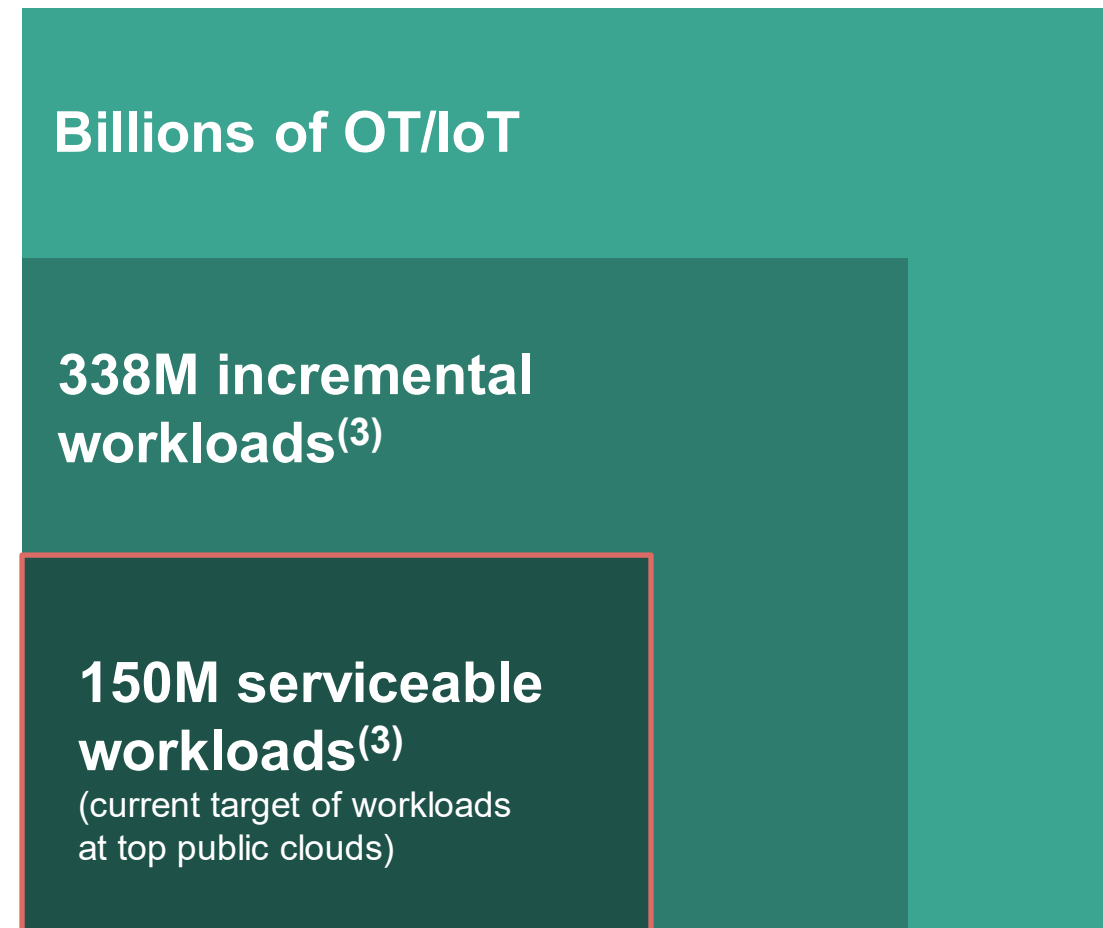 Billions of OT/IoT
338M incremental
workloads(3)
150M serviceable
workloads(3)
(current target of workloads
at top public clouds)